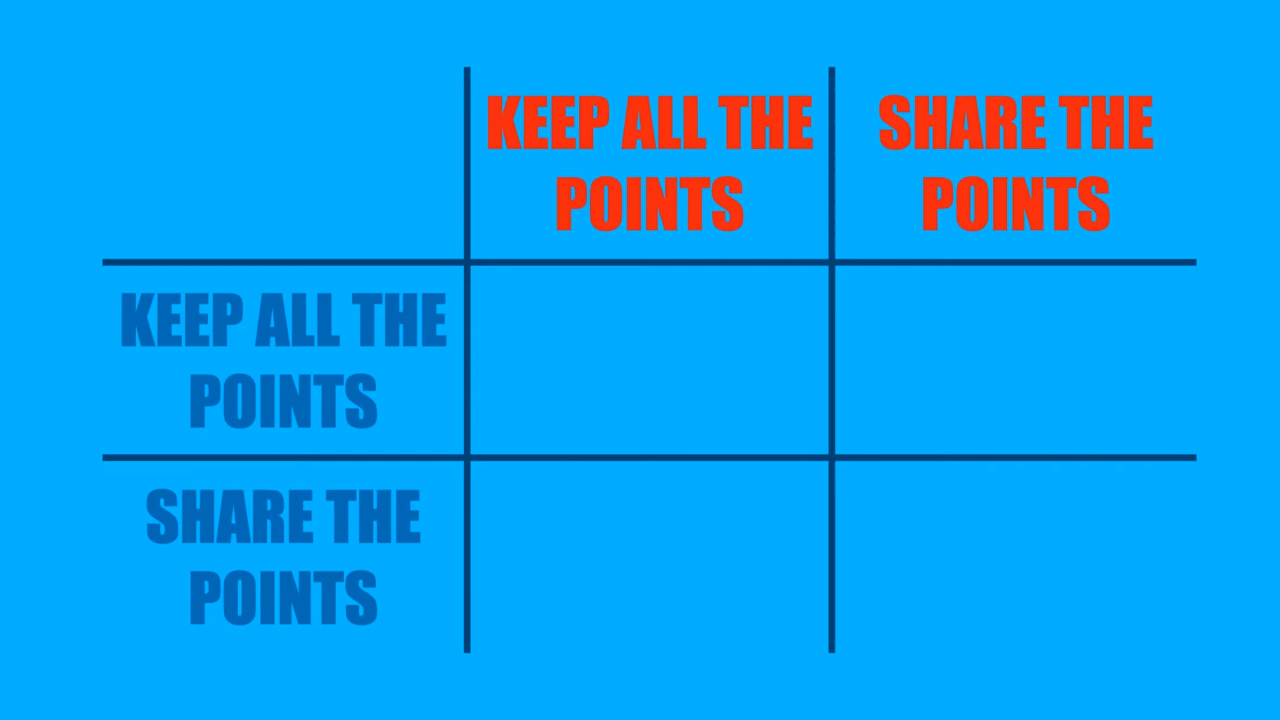 KEEP ALL THE
POINTS
SHARE THE
POINTS
KEEP ALL THE
POINTS
SHARE THE
POINTS